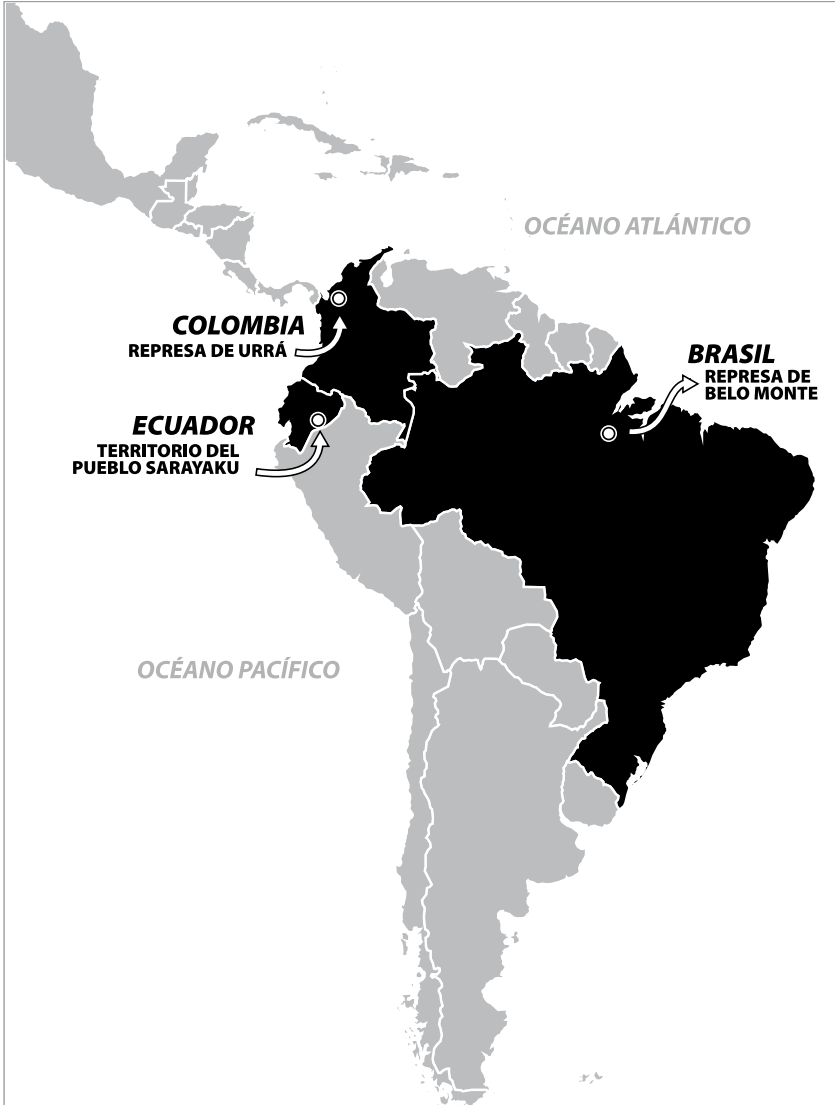 OCÉANO ATLÁNTICO
COLOMBIA
REPRESA DE URRÁ
BRASIL
REPRESA DE
BELO MONTE
ECUADOR
TERRITORIO DEL
PUEBLO SARAYAKU
OCÉANO PACÍFICO